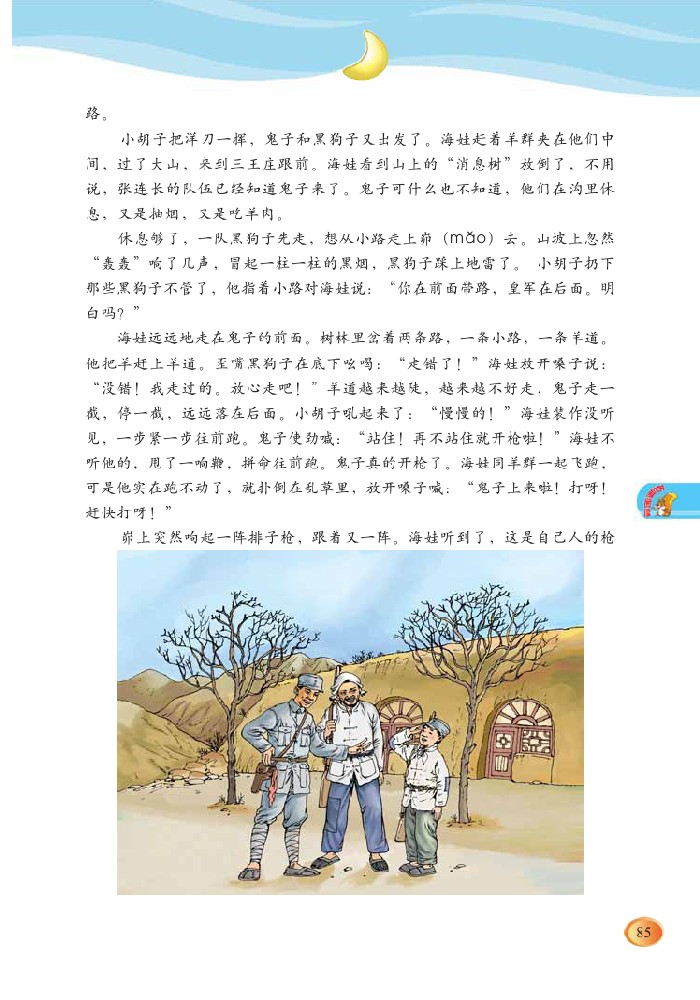 路。
小胡子把洋刀一挥，鬼子和黑狗子又出发了。海娃赶着羊群夹在他们中
间，过了大山，来到三王庄跟前。海娃看到山上的“消息树”放倒了，不用
说，张连长的队伍已经知道鬼子来了。鬼子可什么也不知道，他们在沟里休
息，又是抽烟，又是吃羊肉。
休息够了，一队黑狗子先走，想从小路走上峁（mǎo）去。山坡上忽然
“轰轰”响了几声，冒起一柱一柱的黑烟，黑狗子踩上地雷了。 小胡子扔下
那些黑狗子不管了，他指着小路对海娃说：“你在前面带路，皇军在后面。明
白吗？”
海娃远远地走在鬼子的前面。树林里岔着两条路，一条小路，一条羊道。
他把羊赶上羊道。歪嘴黑狗子在底下吆喝：“走错了！”海娃放开嗓子说：
“没错！我走过的。放心走吧！”羊道越来越陡，越来越不好走．鬼子走一
截，停一截，远远落在后面。小胡子吼起来了：“慢慢的！”海娃装作没听
见，一步紧一步往前跑。鬼子使劲喊：“站住！再不站住就开枪啦！”海娃不
听他的，甩了一响鞭，拼命往前跑。鬼子真的开枪了。海娃同羊群一起飞跑，
可是他实在跑不动了，就扑倒在乱草里，放开嗓子喊：“鬼子上来啦！打呀！
赶快打呀！”
峁上突然响起一阵排子枪，跟着又一阵。海娃听到了，这是自己人的枪
85